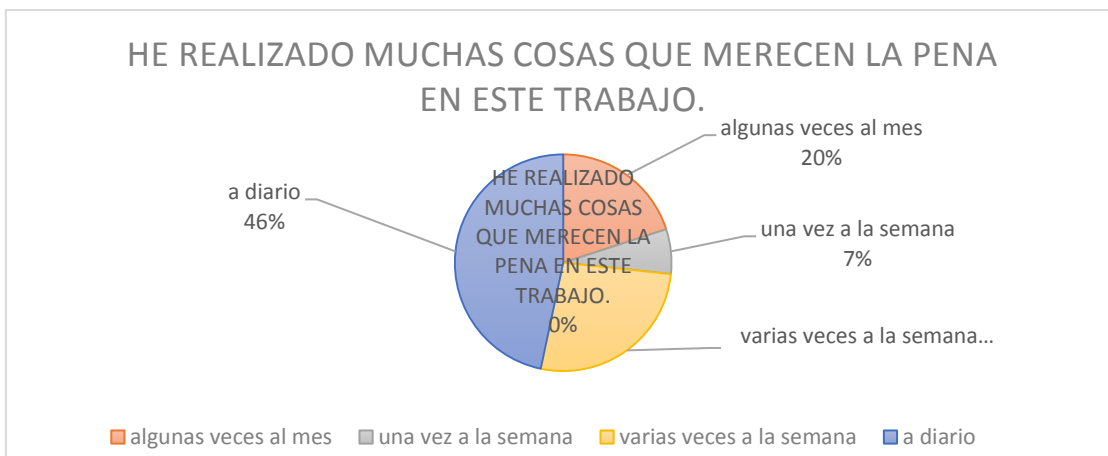 HE REALIZADO MUCHAS COSAS QUE MERECEN LA PENA
EN ESTE TRABAJO.
algunas veces al mes
20%
a diario
46%
HE REALIZADO
MUCHAS COSAS
QUE MERECEN LA
PENA EN ESTE
TRABAJO.
0%
una vez a la semana
7%
varias veces a la semana...
algunas veces al mes
una vez a la semana
varias veces a la semana
a diario